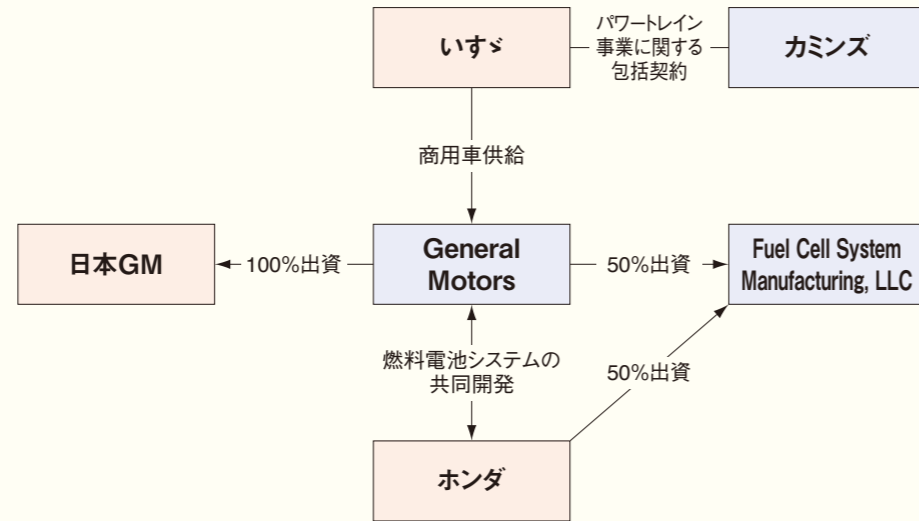 いすゞ
パワートレイン
事業に関する
包括契約
カミンズ
商用車供給
日本GM
100%出資
General
Motors
50%出資
Fuel Cell System
Manufacturing, LLC
燃料電池システムの
共同開発
50%出資
ホンダ